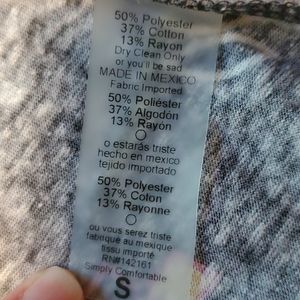 50% Polyester
37% Cotton
13% Rayon
Dry Clean Only
or you'll be sad
MADE IN MEXICO
Fabric Imported
50% Poliéster
37% Algodón
13% Rayón
o estarás triste
hecho en mexico
tejido importado
50% Polyester
37% Coton
13% Rayonne
ou vous serez triste
fabriqué au mexique
tissu importé
RN#142161
Simply Comfortable
S